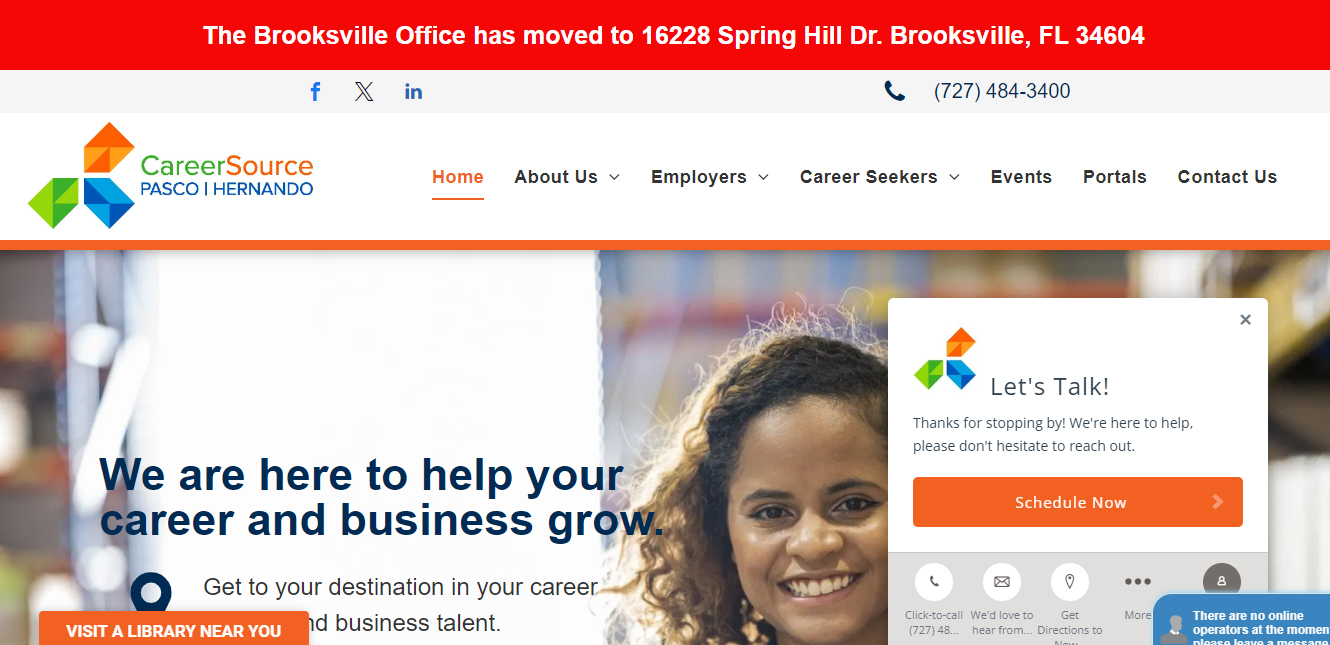 The Brooksville Office has moved to 16228 Spring Hill Dr. Brooksville, FL 34604
(727) 484-3400
CareerSource
PASCO | HERNANDO
Home About Us Employers Career Seekers Events Portals Contact Us
We are here to help your
career and business grow.
Get to your destination in your career
nd business talent.
VISIT A LIBRARY NEAR YOU
Let's Talk!
Thanks for stopping by! We're here to help,
please don't hesitate to reach out.
Schedule Now
Click-to-call
(727) 48...
We'd love to
hear from...
Get
Directions to
Now
More
There are no online
operators at the momen
please leave a message